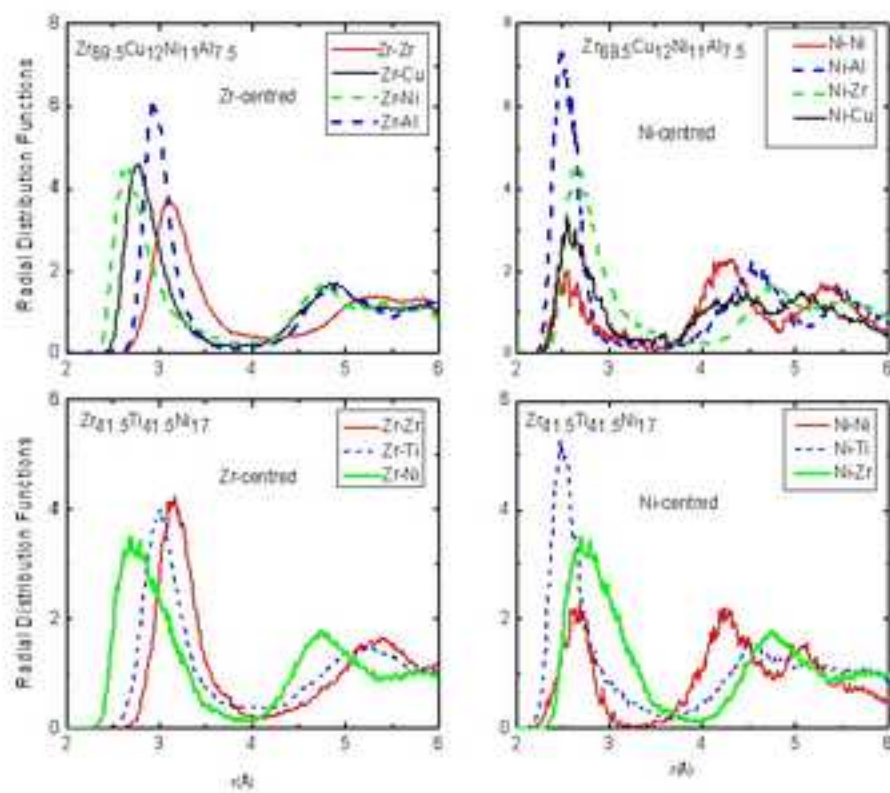 8
6
4
2
0
Radial Distribution Functions
Zr69.5Cu12Ni11Al7.5
Zr-centred
Zr-Zr
Zr-Cu
Zr-Ni
Zr-Al
2 3 4 5 6
8
6
4
2
0
Zr69.5Cu12Ni11Al7.5
Ni-centred
Ni-Ni
Ni-Al
Ni-Zr
Ni-Cu
2 3 4 5 6
6
4
2
0
Radial Distribution Functions
Zr41.5Ti41.5Ni17
Zr-centred
Zr-Zr
Zr-Ti
Zr-Ni
2 3 4 5 6
r(A)
6
4
2
0
Zr41.5Ti41.5Ni17
Ni-centred
Ni-Ni
Ni-Ti
Ni-Zr
2 3 4 5 6
r(A)